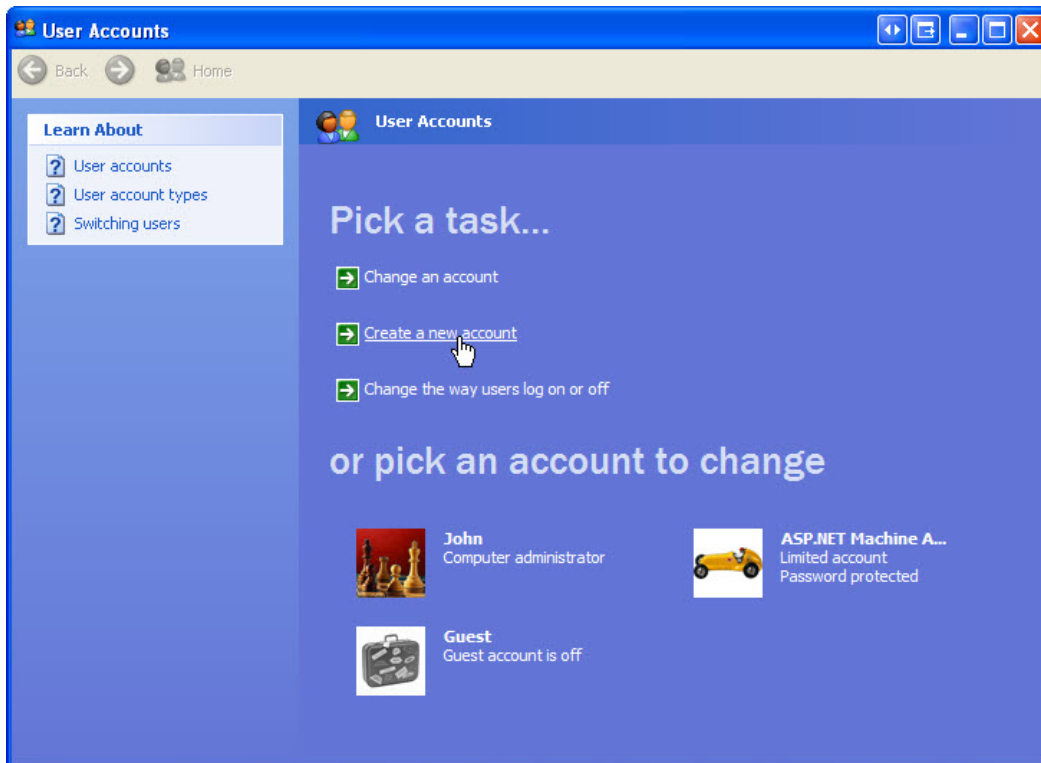 User Accounts
Back Home
Learn About
User accounts
User account types
Switching users
User Accounts
Pick a task...
Change an account
Create a new account
Change the way users log on or off
or pick an account to change
John
Computer administrator
ASP.NET Machine A...
Limited account
Password protected
Guest
Guest account is off